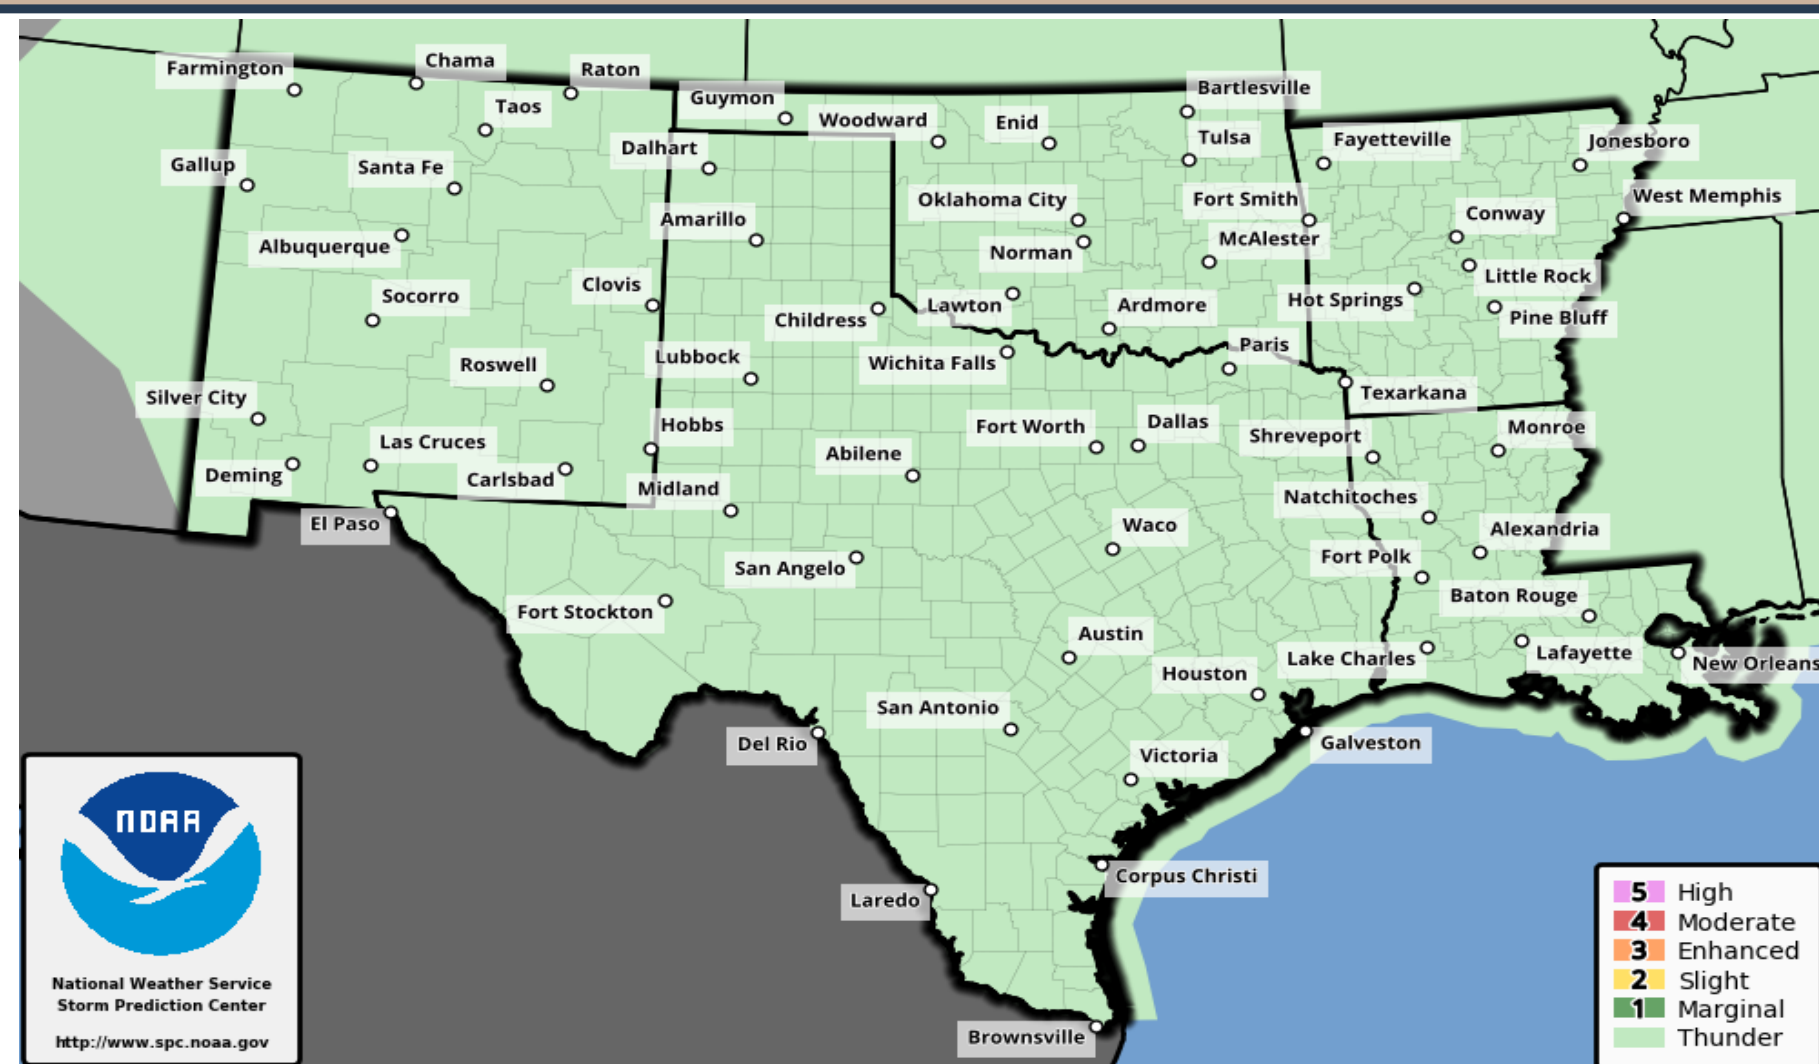 Farmington
Chama
Raton
Taos
Guymon
Woodward
Enid
Bartlesville
Tulsa
Fayetteville
Jonesboro
Gallup
Santa Fe
Dalhart
Oklahoma City
Fort Smith
Conway
West Memphis
Albuquerque
Amarillo
Norman
McAlester
Little Rock
Socorro
Clovis
Childress
Lawton
Ardmore
Hot Springs
Pine Bluff
Roswell
Lubbock
Wichita Falls
Paris
Texarkana
Silver City
Las Cruces
Hobbs
Abilene
Fort Worth
Dallas
Shreveport
Monroe
Deming
Carlsbad
Midland
Natchitoches
El Paso
San Angelo
Waco
Fort Polk
Alexandria
Fort Stockton
Austin
Baton Rouge
Houston
Lake Charles
Lafayette
New Orleans
Del Rio
San Antonio
Victoria
Galveston
Laredo
Corpus Christi
Brownsville
NOAA
National Weather Service
Storm Prediction Center
http://www.spc.noaa.gov
5 High
4 Moderate
3 Enhanced
2 Slight
1 Marginal
Thunder